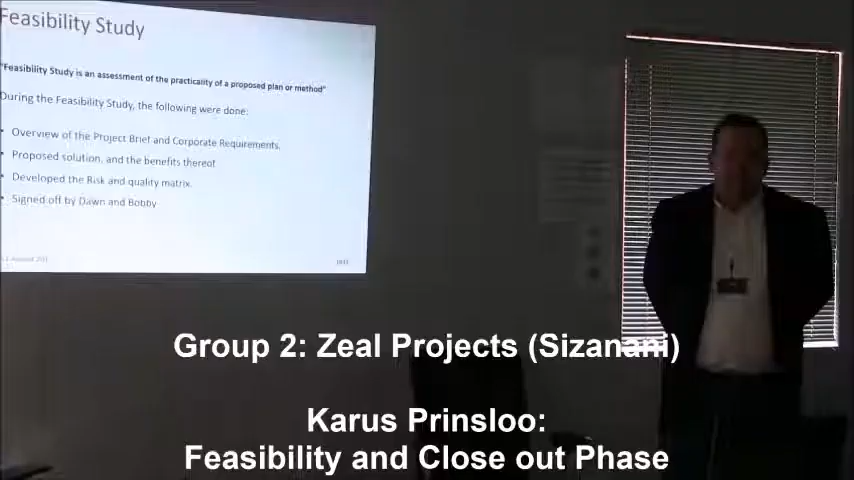 Feasibility Study
"Feasibility Study is an assessment of the practicality of a proposed plan or method"
During the Feasibility Study, the following were done:
• Overview of the Project Brief and Corporate Requirements.
• Proposed solution, and the benefits thereof
• Developed the Risk and quality matrix.
• Signed off by Dawn and Bobby
Group 2: Zeal Projects (Sizanani)
Karus Prinsloo:
Feasibility and Close out Phase